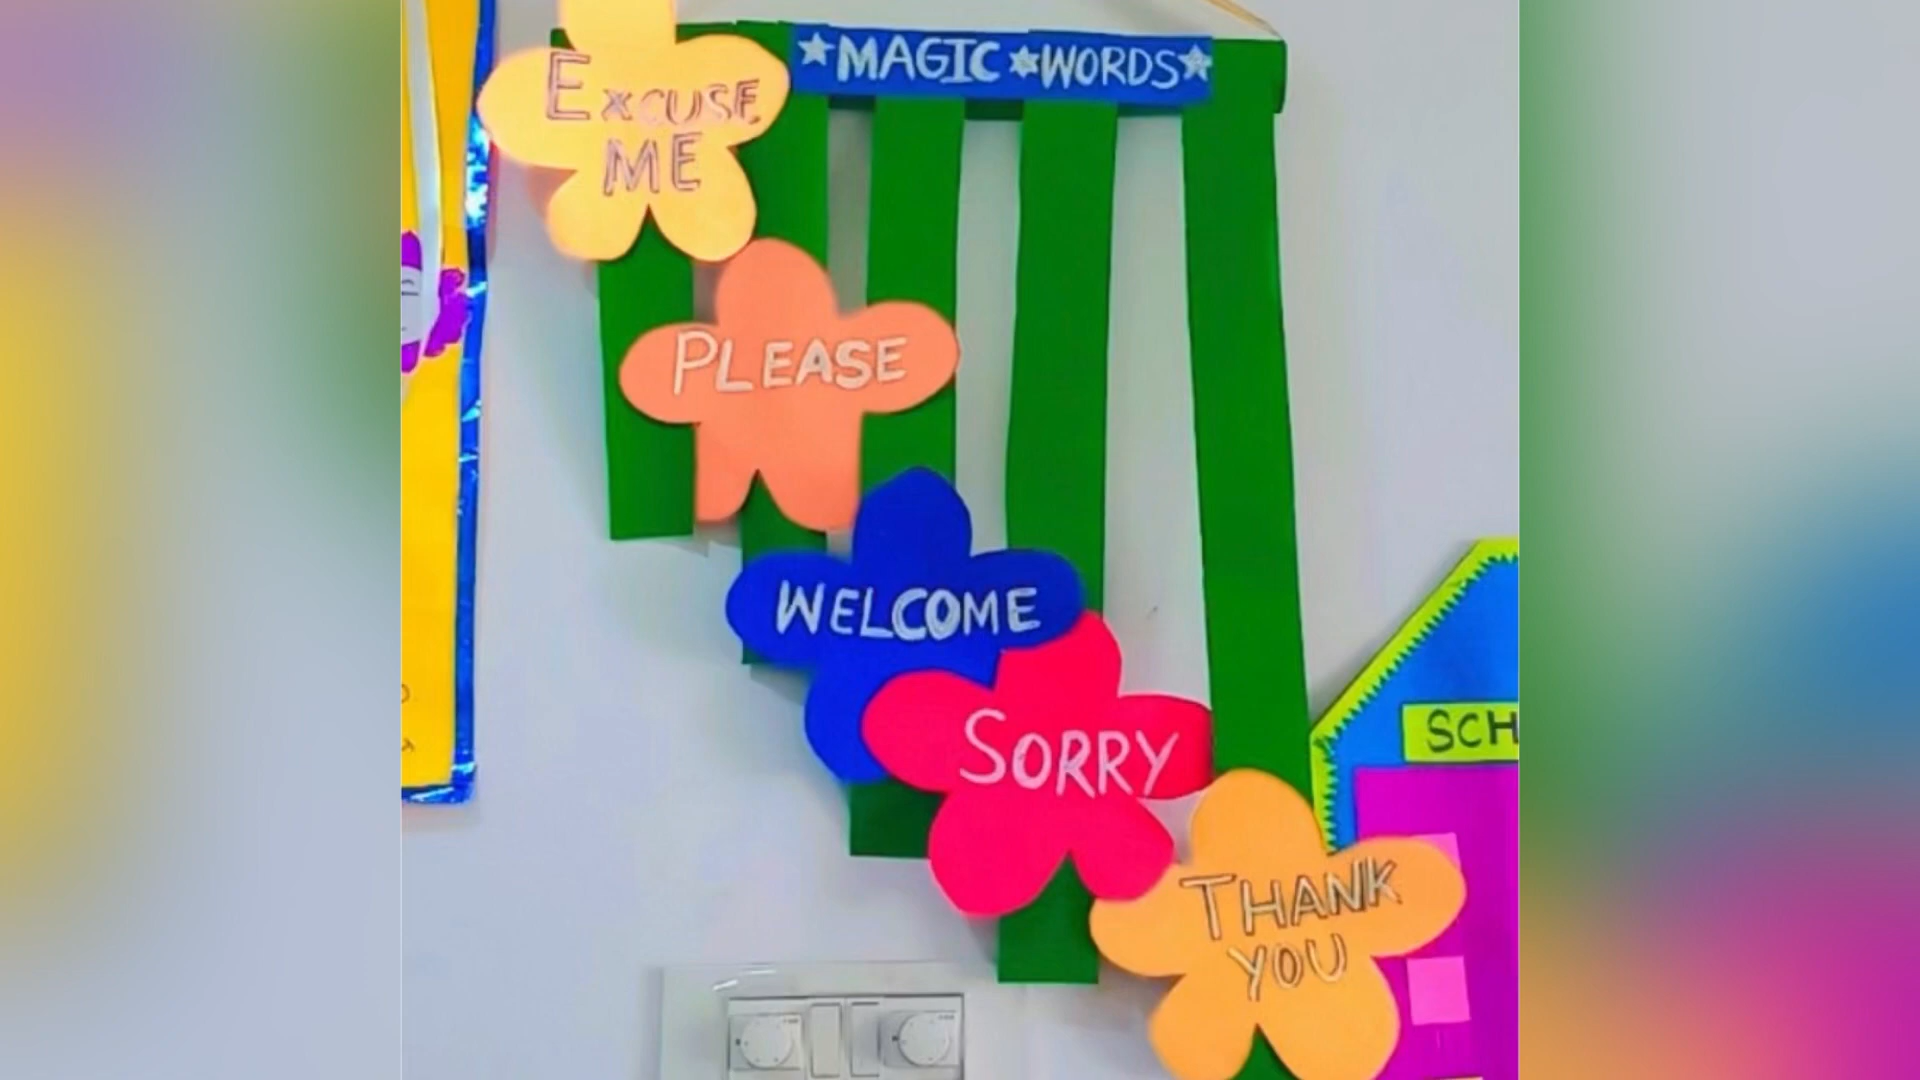 ★MAGIC★WORDS★
EXCUSE
ME
PLEASE
WELCOME
SORRY
THANK
YOU
SCH